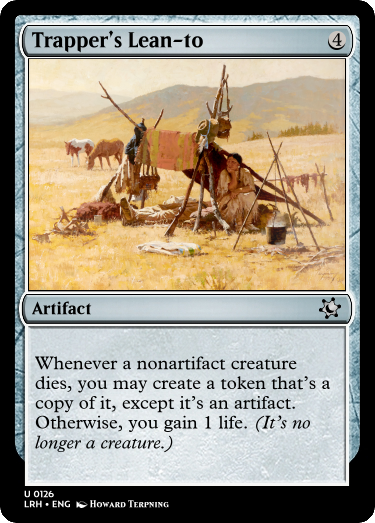 Trapper's Lean-to
4
Artifact
Whenever a nonartifact creature
dies, you may create a token that's a
copy of it, except it's an artifact.
Otherwise, you gain 1 life. (It's no
longer a creature.)
U 0126
LRH • ENG Howard Terpning